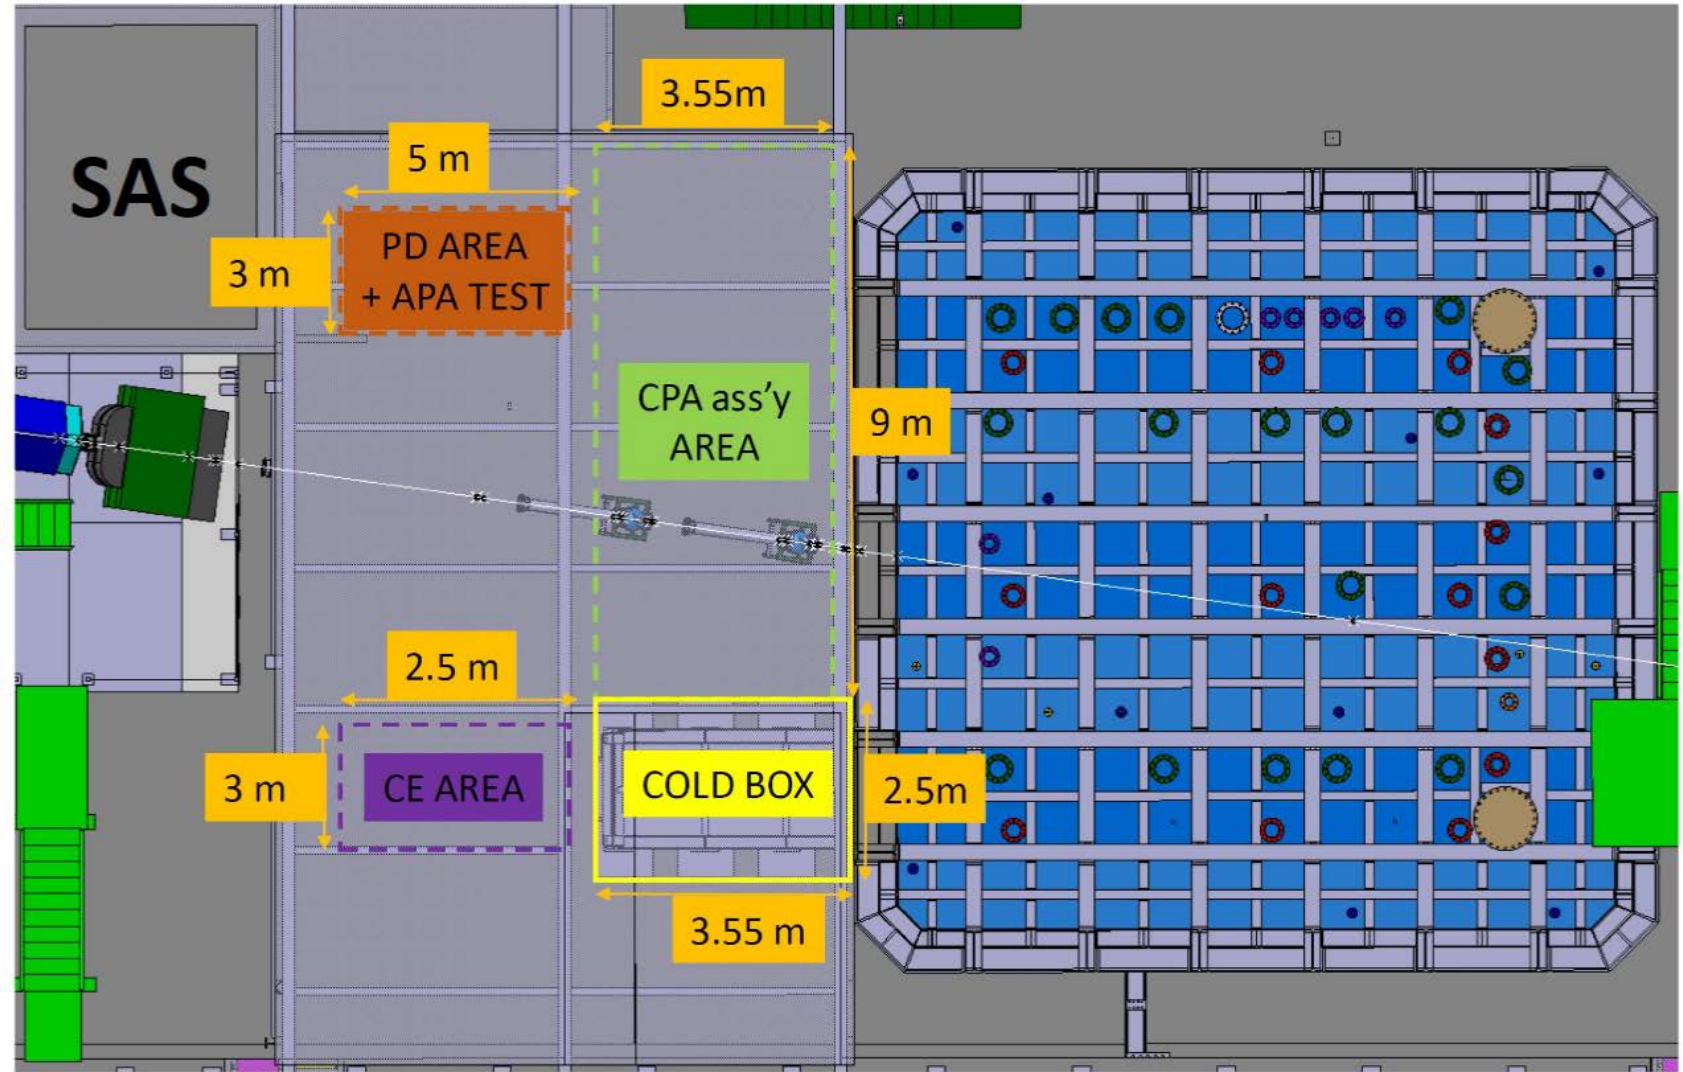 3.55m
5 m
SAS
PD AREA
+ APA TEST
3 m
CPA ass'y
AREA
9 m
2.5 m
3 m
CE AREA
COLD BOX
2.5m
3.55 m